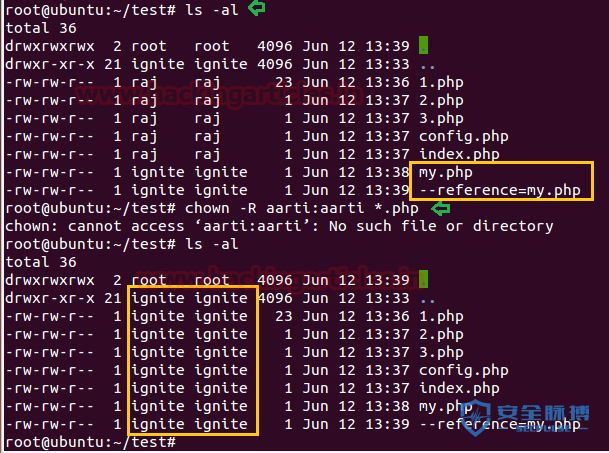 root@ubuntu:~/test# ls -al
total 36
drwxrwxrwx  2 root   root   4096 Jun 12 13:39 .
drwxr-xr-x 21 ignite ignite 4096 Jun 12 13:33 ..
-rw-rw-r--  1 raj    raj      23 Jun 12 13:36 1.php
-rw-rw-r--  1 raj    raj       1 Jun 12 13:37 2.php
-rw-rw-r--  1 raj    raj       1 Jun 12 13:37 3.php
-rw-rw-r--  1 raj    raj       1 Jun 12 13:37 config.php
-rw-rw-r--  1 raj    raj       1 Jun 12 13:37 index.php
-rw-rw-r--  1 ignite ignite    1 Jun 12 13:38 my.php
-rw-rw-r--  1 ignite ignite    1 Jun 12 13:39 --reference=my.php
www.hackingarticles.in
root@ubuntu:~/test# chown -R aarti:aarti *.php
chown: cannot access ‘aarti:aarti’: No such file or directory
root@ubuntu:~/test# ls -al
total 36
drwxrwxrwx  2 root   root   4096 Jun 12 13:39 .
www.hackingarticles.in
drwxr-xr-x 21 ignite ignite 4096 Jun 12 13:33 ..
-rw-rw-r--  1 ignite ignite   23 Jun 12 13:36 1.php
-rw-rw-r--  1 ignite ignite    1 Jun 12 13:37 2.php
-rw-rw-r--  1 ignite ignite    1 Jun 12 13:37 3.php
-rw-rw-r--  1 ignite ignite    1 Jun 12 13:37 config.php
-rw-rw-r--  1 ignite ignite    1 Jun 12 13:37 index.php
-rw-rw-r--  1 ignite ignite    1 Jun 12 13:38 my.php
-rw-rw-r--  1 ignite ignite    1 Jun 12 13:39 --reference=my.php
安全脉搏
root@ubuntu:~/test#